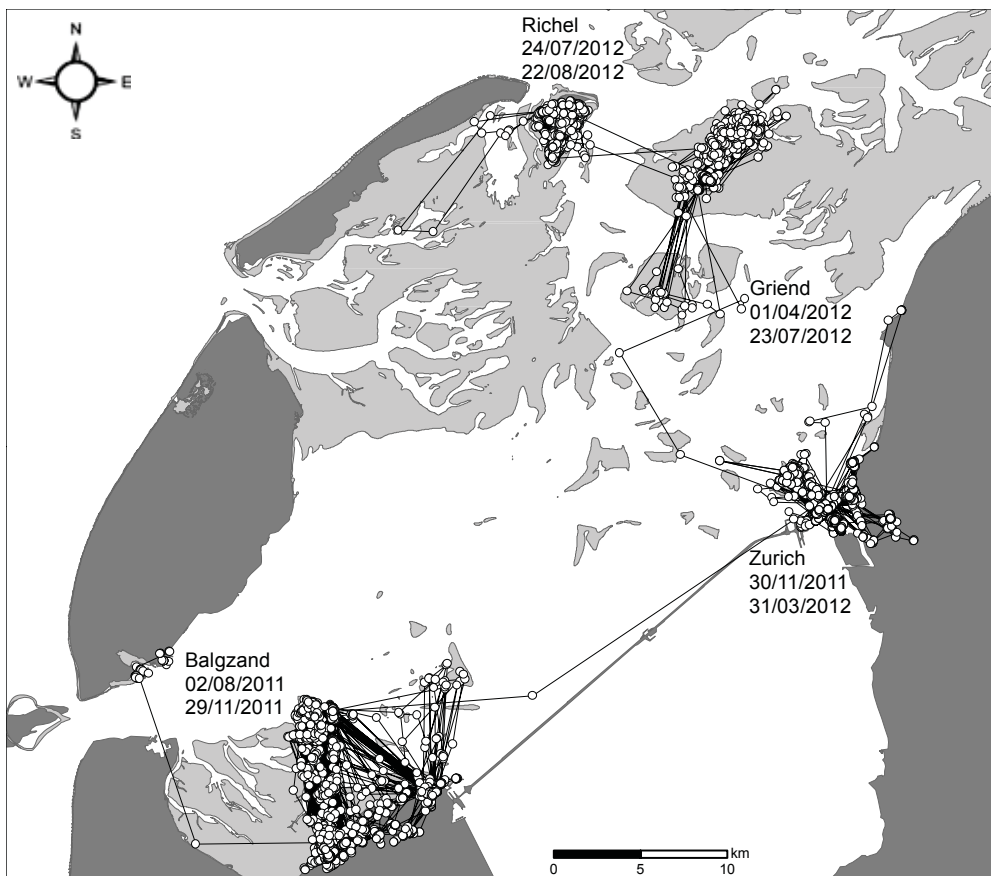 N
W E
S
Richel
24/07/2012
22/08/2012
Griend
01/04/2012
23/07/2012
Zurich
30/11/2011
31/03/2012
Balgzand
02/08/2011
29/11/2011
km
0 5 10